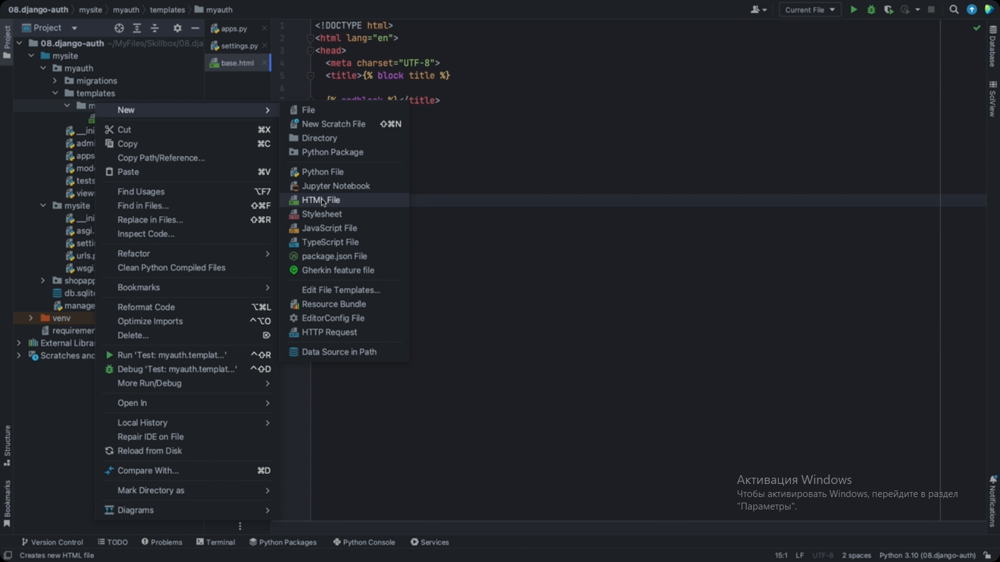 08.django-auth mysite myauth templates myauth
Current File
Project
08.django-auth ~/MyFiles/Skillbox/08.dja
mysite
myauth
migrations
templates
m
__ini
admi
apps
mode
tests
views
mysite
__ini
asgi.
setti
urls.p
wsgi.
shopapp
db.sqlite
manage
venv
requiremen
External Librar
Scratches and
apps.py
settings.py
base.html
1
2
3
4
5
6
<!DOCTYPE html>
<html lang="en">
<head>
<meta charset="UTF-8">
<title>{% block title %}
{% endblock %}</title>
New
Cut ⌘X
Copy ⌘C
Copy Path/Reference...
Paste ⌘V
Find Usages ⌥F7
Find in Files... ⇧⌘F
Replace in Files... ⇧⌘R
Inspect Code...
Refactor
Clean Python Compiled Files
Bookmarks
Reformat Code ⌥⌘L
Optimize Imports ^⌥O
Delete... ⌦
Run 'Test: myauth.templat...' ^⇧R
Debug 'Test: myauth.templat...' ^⇧D
More Run/Debug
Open In
Local History
Repair IDE on File
Reload from Disk
Compare With... ⌘D
Mark Directory as
Diagrams
File
New Scratch File ⇧⌘N
Directory
Python Package
Python File
Jupyter Notebook
HTML File
Stylesheet
JavaScript File
TypeScript File
package.json File
Gherkin feature file
Edit File Templates...
Resource Bundle
EditorConfig File
HTTP Request
Data Source in Path
Project
Structure
Bookmarks
Database
SciView
Notifications
Активация Windows
Чтобы активировать Windows, перейдите в раздел
"Параметры".
Version Control TODO Problems Terminal Python Packages Python Console Services
Creates new HTML file 15:1 LF UTF-8 2 spaces Python 3.10 (08.django-auth)